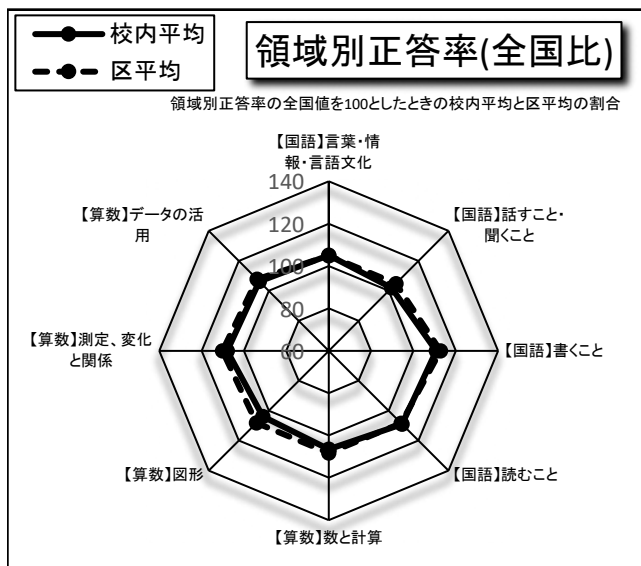 校内平均
区平均
領域別正答率(全国比)
領域別正答率の全国値を100としたときの校内平均と区平均の割合
【国語】言葉・情
報・言語文化
140
120
100
80
60
【国語】話すこと・
聞くこと
【国語】書くこと
【国語】読むこと
【算数】数と計算
【算数】図形
【算数】測定、変化
と関係
【算数】データの活
用